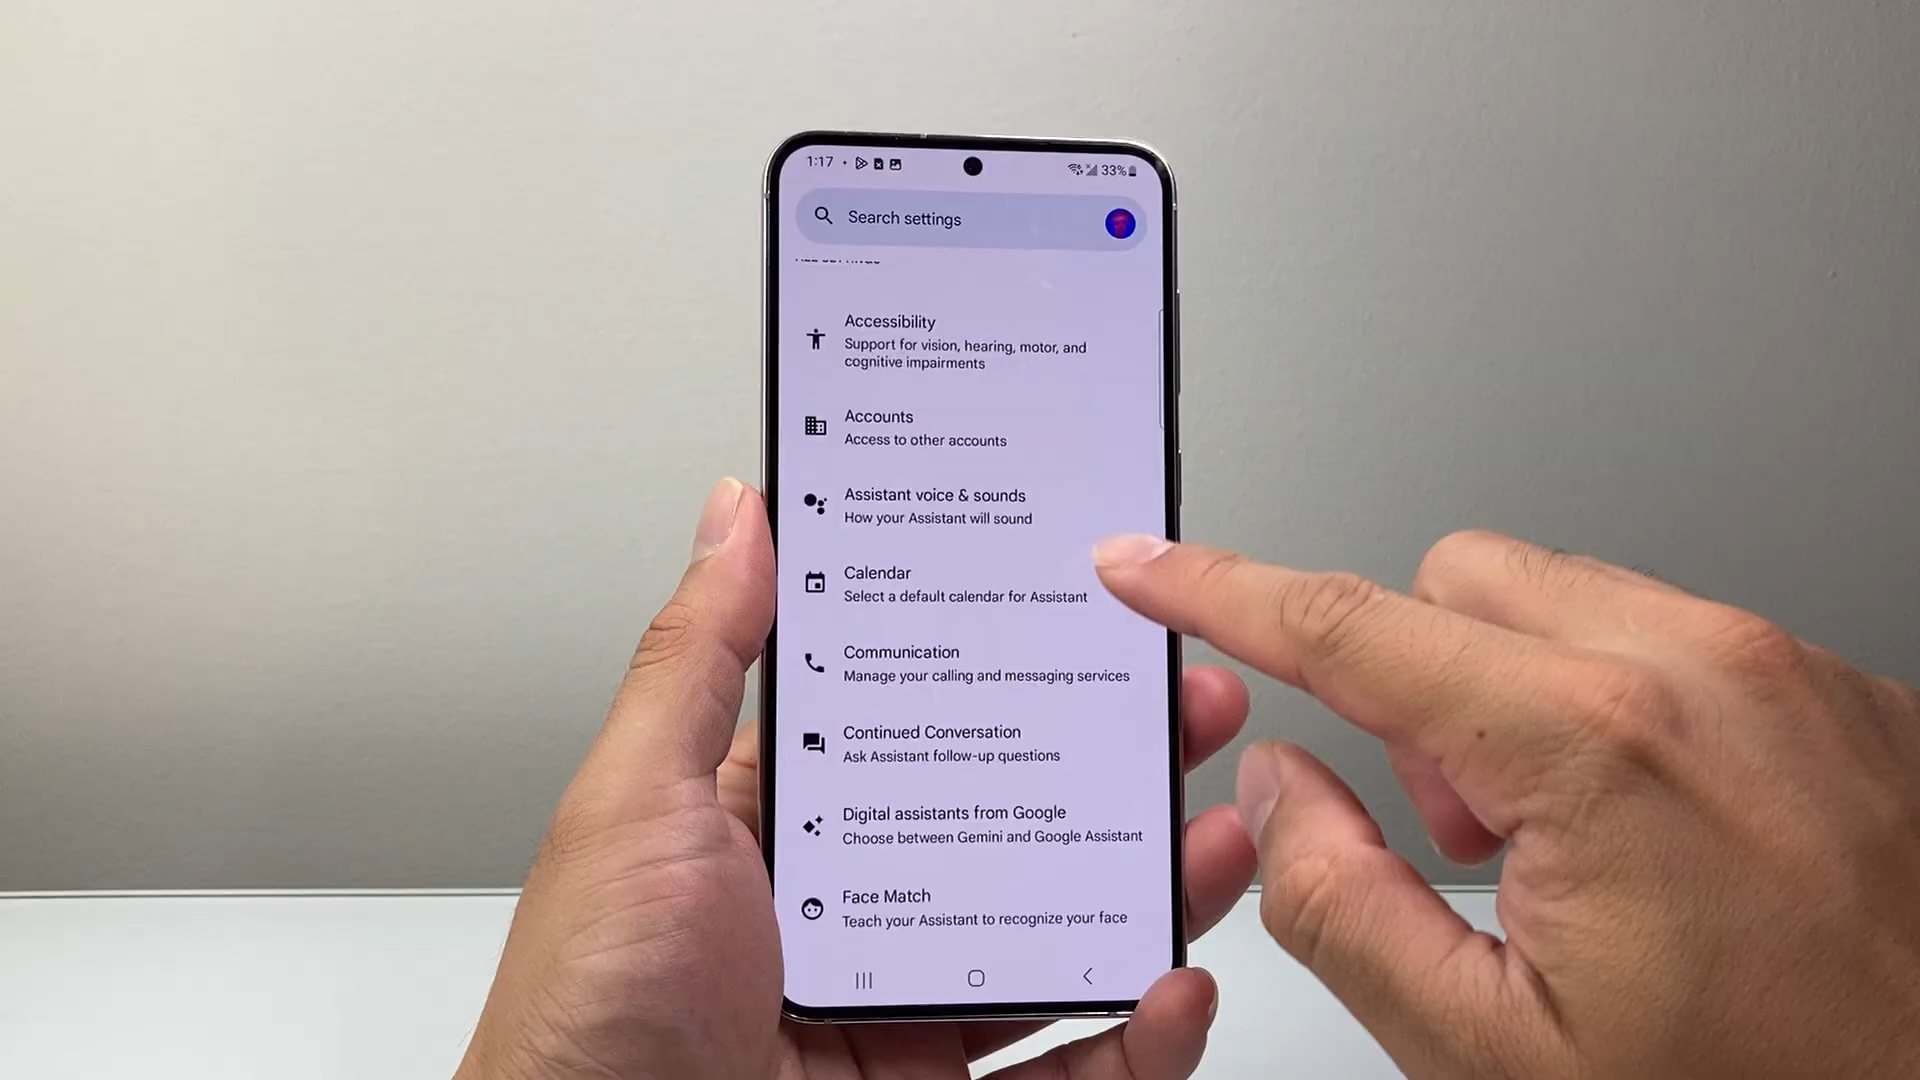 1:17
33%
Search settings
Accessibility
Support for vision, hearing, motor, and
cognitive impairments
Accounts
Access to other accounts
Assistant voice & sounds
How your Assistant will sound
Calendar
Select a default calendar for Assistant
Communication
Manage your calling and messaging services
Continued Conversation
Ask Assistant follow-up questions
Digital assistants from Google
Choose between Gemini and Google Assistant
Face Match
Teach your Assistant to recognize your face